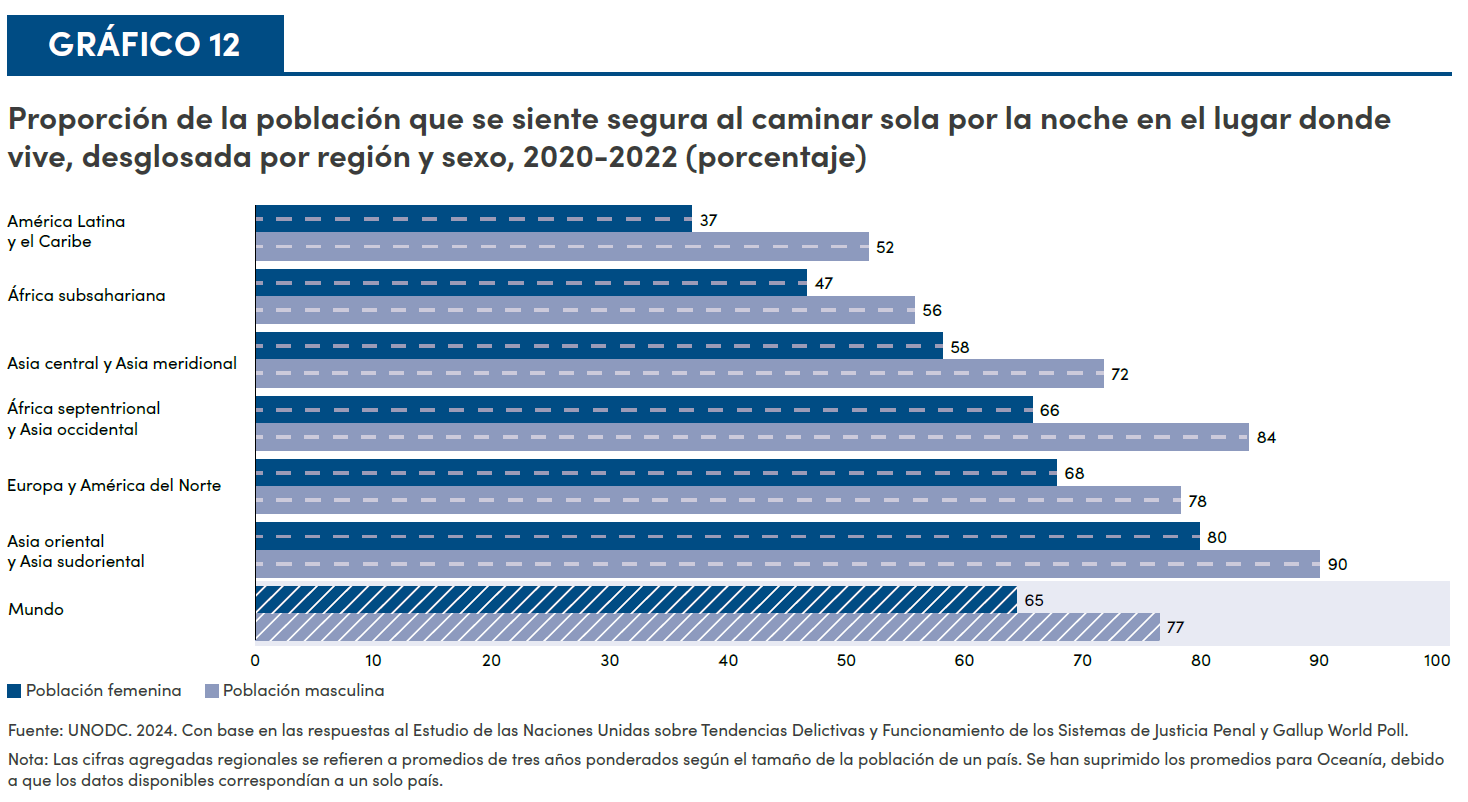 GRÁFICO 12
Proporción de la población que se siente segura al caminar sola por la noche en el lugar donde
vive, desglosada por región y sexo, 2020-2022 (porcentaje)
América Latina
y el Caribe
37
52
África subsahariana
47
56
Asia central y Asia meridional
58
72
África septentrional
y Asia occidental
66
84
Europa y América del Norte
68
78
Asia oriental
y Asia sudoriental
80
90
Mundo
65
77
0 10 20 30 40 50 60 70 80 90 100
Población femenina Población masculina
Fuente: UNODC. 2024. Con base en las respuestas al Estudio de las Naciones Unidas sobre Tendencias Delictivas y Funcionamiento de los Sistemas de Justicia Penal y Gallup World Poll.
Nota: Las cifras agregadas regionales se refieren a promedios de tres años ponderados según el tamaño de la población de un país. Se han suprimido los promedios para Oceanía, debido
a que los datos disponibles correspondían a un solo país.